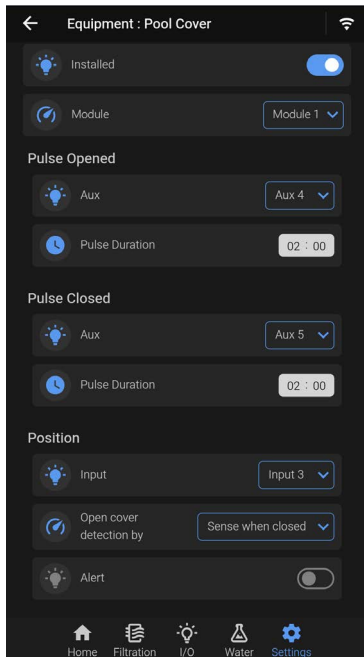 Equipment : Pool Cover
Installed
Module
Module 1
Pulse Opened
Aux
Aux 4
Pulse Duration
02 : 00
Pulse Closed
Aux
Aux 5
Pulse Duration
02 : 00
Position
Input
Input 3
Open cover
detection by
Sense when closed
Alert
Home
Filtration
I/O
Water
Settings